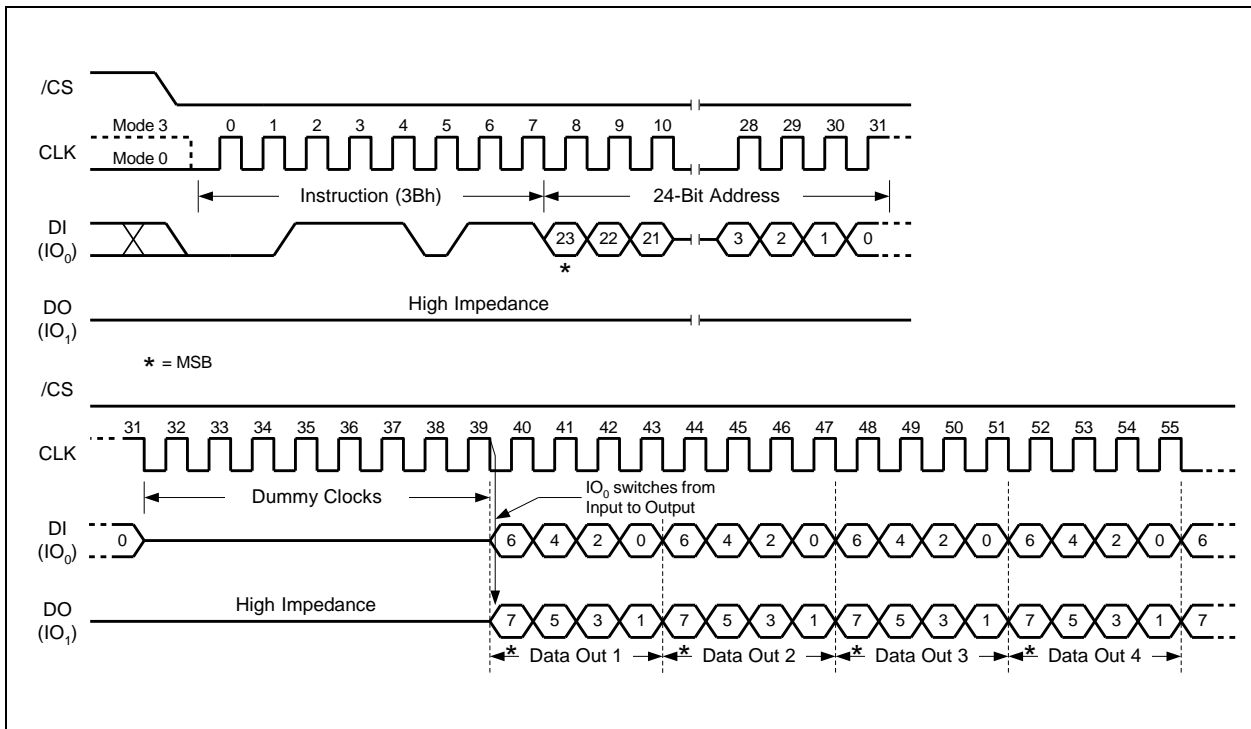 /CS
Mode 3 0 1 2 3 4 5 6 7 8 9 10 28 29 30 31
CLK
Mode 0
Instruction (3Bh) 24-Bit Address
DI
(IO0)
23 22 21 3 2 1 0
*
DO
(IO1)
High Impedance
* = MSB
/CS
31 32 33 34 35 36 37 38 39 40 41 42 43 44 45 46 47 48 49 50 51 52 53 54 55
CLK
Dummy Clocks
IO0 switches from
Input to Output
DI
(IO0)
0 6 4 2 0 6 4 2 0 6 4 2 0 6 4 2 0 6
DO
(IO1)
High Impedance
7 5 3 1 7 5 3 1 7 5 3 1 7 5 3 1 7
* Data Out 1 * Data Out 2 * Data Out 3 * Data Out 4